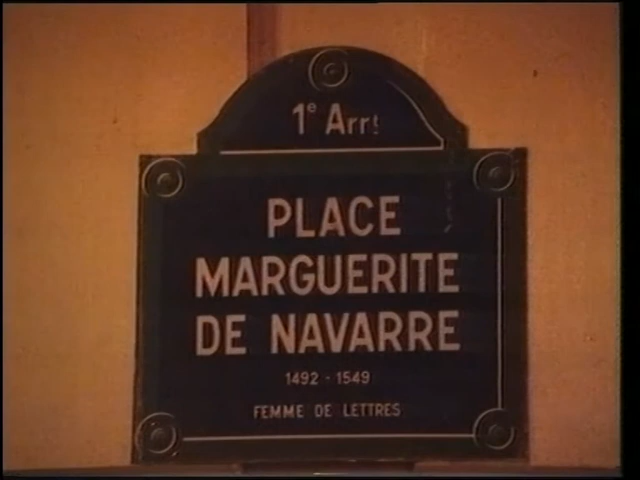 1e Arrt
PLACE
MARGUERITE
DE NAVARRE
1492 - 1549
FEMME DE LETTRES